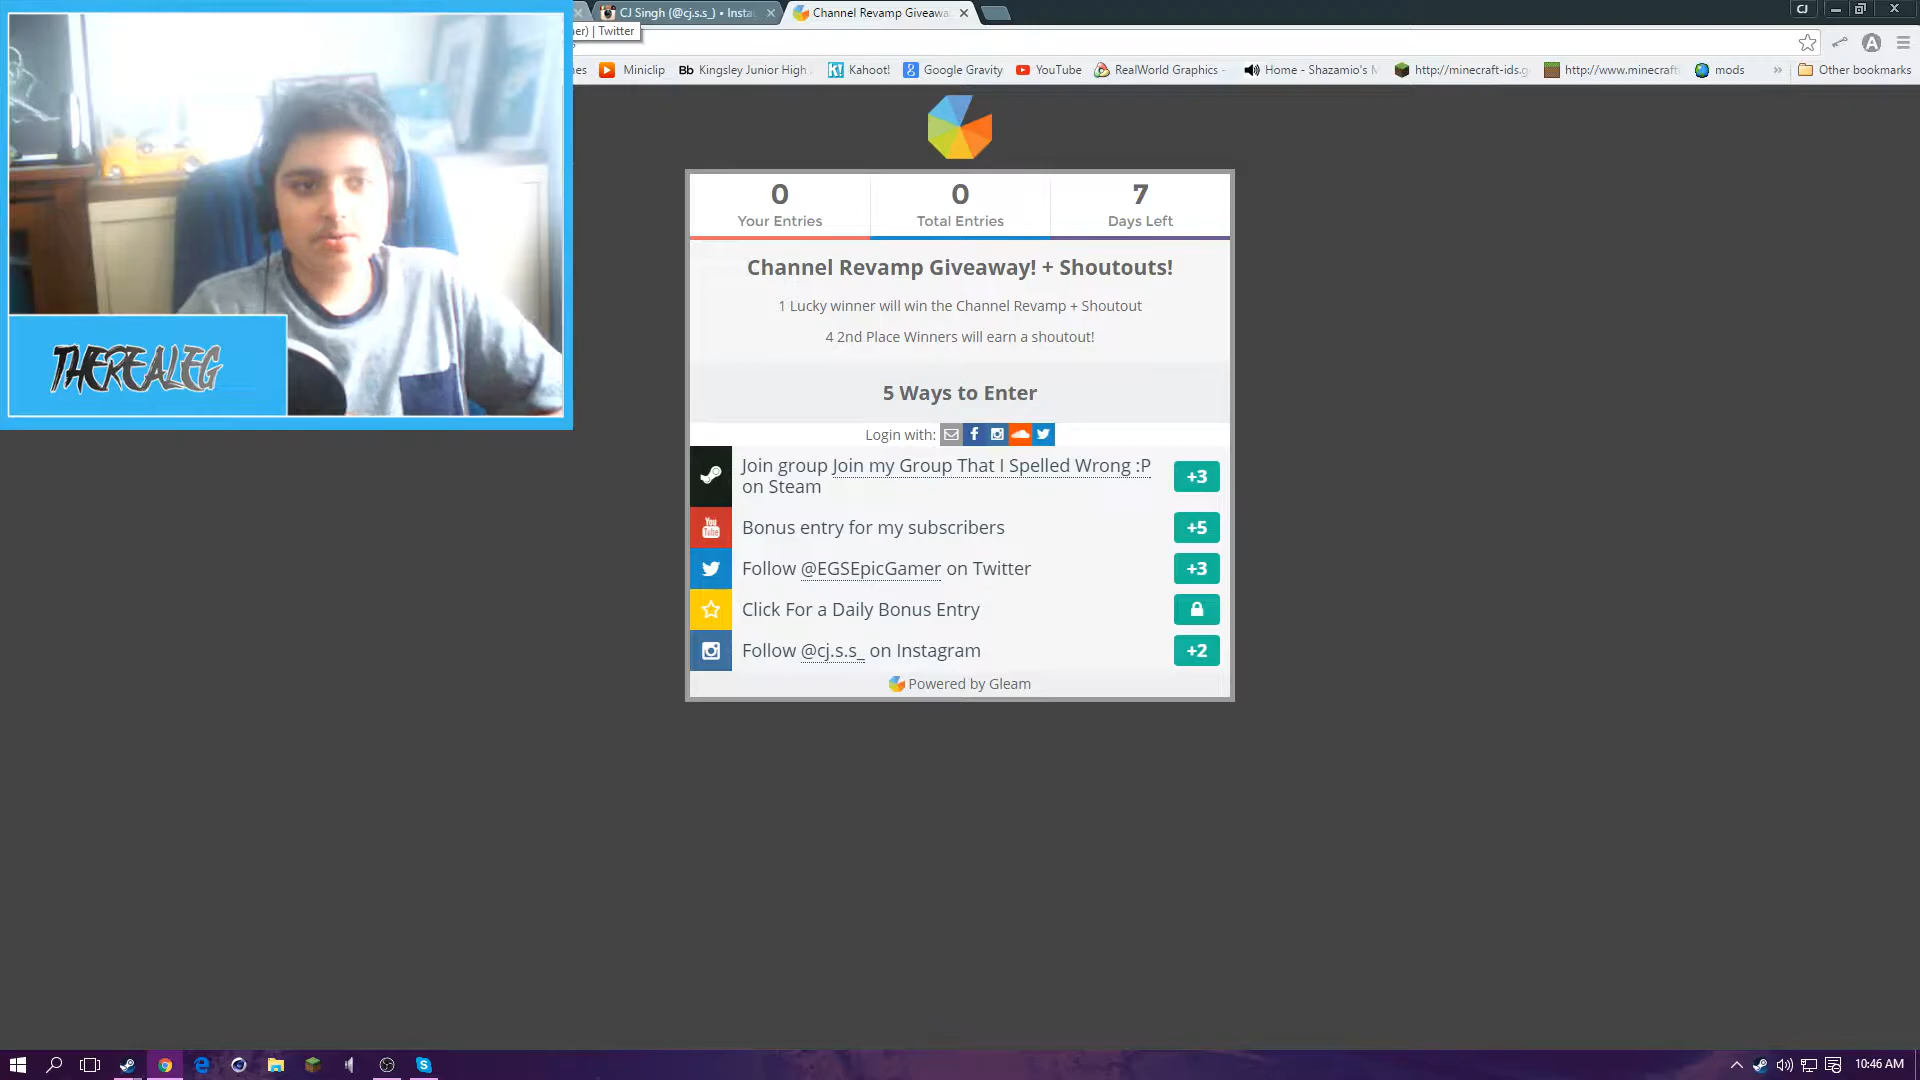 CJ Singh (@cj.s.s_) • Insta
Channel Revamp Giveawa
CJ
er) | Twitter
nes
Miniclip
Bb Kingsley Junior High
Kahoot!
Google Gravity
YouTube
RealWorld Graphics -
Home - Shazamio's M
http://minecraft-ids.g
http://www.minecraft
mods
»
Other bookmarks
0
Your Entries
0
Total Entries
7
Days Left
Channel Revamp Giveaway! + Shoutouts!
1 Lucky winner will win the Channel Revamp + Shoutout
4 2nd Place Winners will earn a shoutout!
5 Ways to Enter
Login with:
Join group Join my Group That I Spelled Wrong :P
on Steam
+3
You Tube
Bonus entry for my subscribers
+5
Follow @EGSEpicGamer on Twitter
+3
Click For a Daily Bonus Entry
Follow @cj.s.s_ on Instagram
+2
Powered by Gleam
THEREALEG
10:46 AM